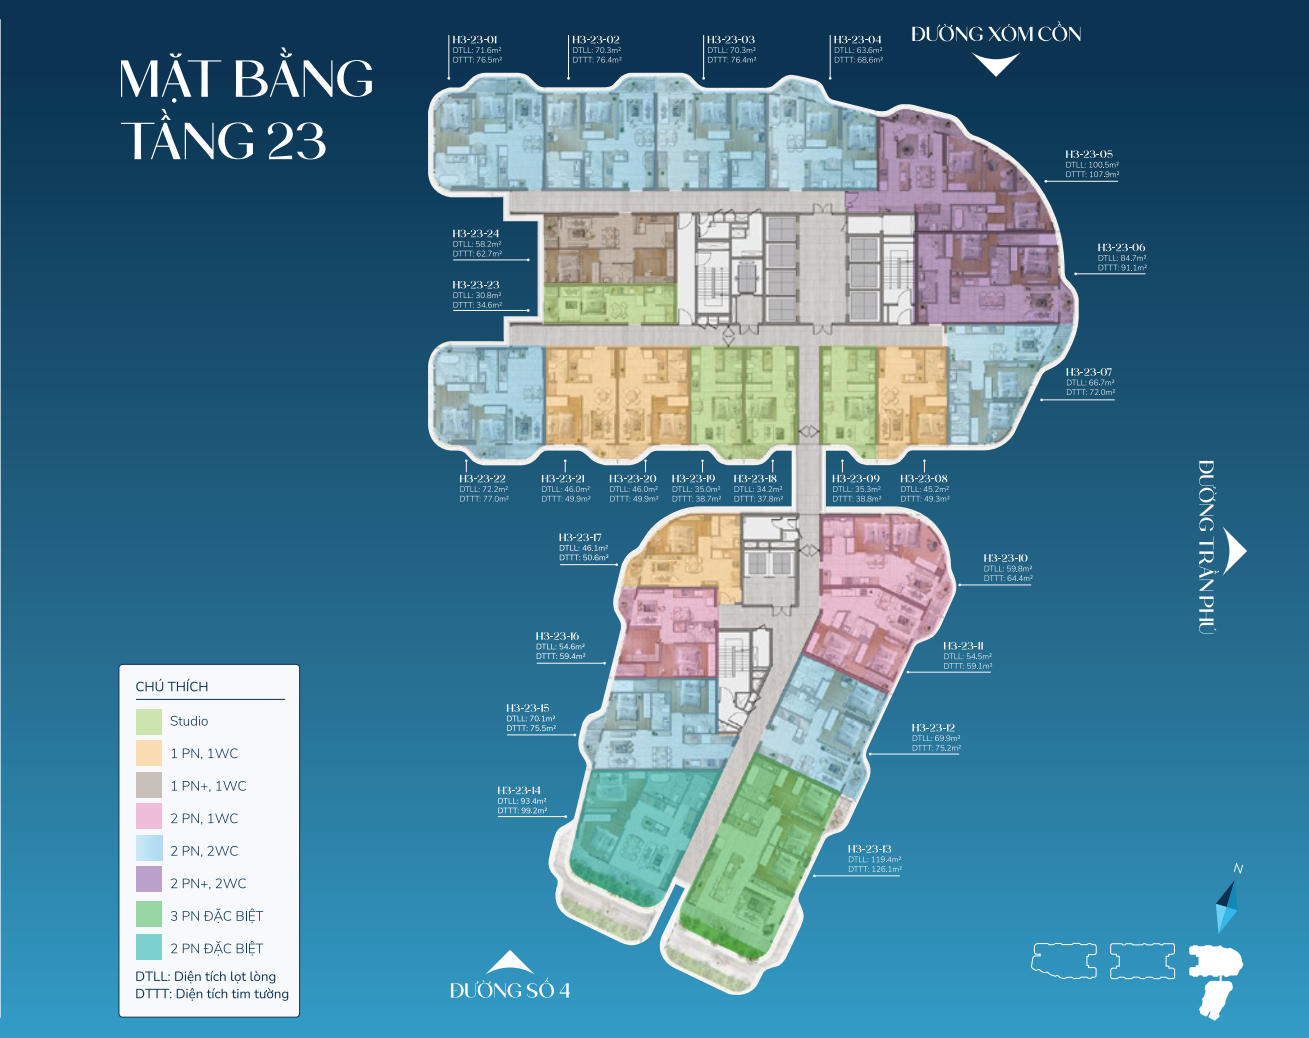 MẶT BẰNG
TẦNG 23
H3-23-01
DTLL: 71.6m²
DTTT: 76.5m²
H3-23-02
DTLL: 70.3m²
DTTT: 76.4m²
H3-23-03
DTLL: 70.3m²
DTTT: 76.4m²
H3-23-04
DTLL: 63.6m²
DTTT: 68.6m²
ĐƯỜNG XÓM CỒN
H3-23-05
DTLL: 100.5m²
DTTT: 107.9m²
H3-23-24
DTLL: 58.2m²
DTTT: 62.7m²
H3-23-06
DTLL: 84.7m²
DTTT: 91.1m²
H3-23-23
DTLL: 30.8m²
DTTT: 34.6m²
H3-23-07
DTLL: 66.7m²
DTTT: 72.0m²
H3-23-22
DTLL: 72.2m²
DTTT: 77.0m²
H3-23-21
DTLL: 46.0m²
DTTT: 49.9m²
H3-23-20
DTLL: 46.0m²
DTTT: 49.9m²
H3-23-19
DTLL: 35.0m²
DTTT: 38.7m²
H3-23-18
DTLL: 34.2m²
DTTT: 37.8m²
H3-23-09
DTLL: 35.3m²
DTTT: 38.8m²
H3-23-08
DTLL: 45.2m²
DTTT: 49.3m²
ĐƯỜNG TRẦN PHÚ
H3-23-17
DTLL: 46.1m²
DTTT: 50.6m²
H3-23-10
DTLL: 59.8m²
DTTT: 64.4m²
H3-23-16
DTLL: 54.6m²
DTTT: 59.4m²
H3-23-11
DTLL: 54.5m²
DTTT: 59.1m²
H3-23-15
DTLL: 70.1m²
DTTT: 75.5m²
H3-23-12
DTLL: 69.9m²
DTTT: 75.2m²
H3-23-14
DTLL: 93.4m²
DTTT: 99.2m²
H3-23-13
DTLL: 119.4m²
DTTT: 126.1m²
CHÚ THÍCH
Studio
1 PN, 1WC
1 PN+, 1WC
2 PN, 1WC
2 PN, 2WC
2 PN+, 2WC
3 PN ĐẶC BIỆT
2 PN ĐẶC BIỆT
DTLL: Diện tích lọt lòng
DTTT: Diện tích tim tường
ĐƯỜNG SỐ 4
N